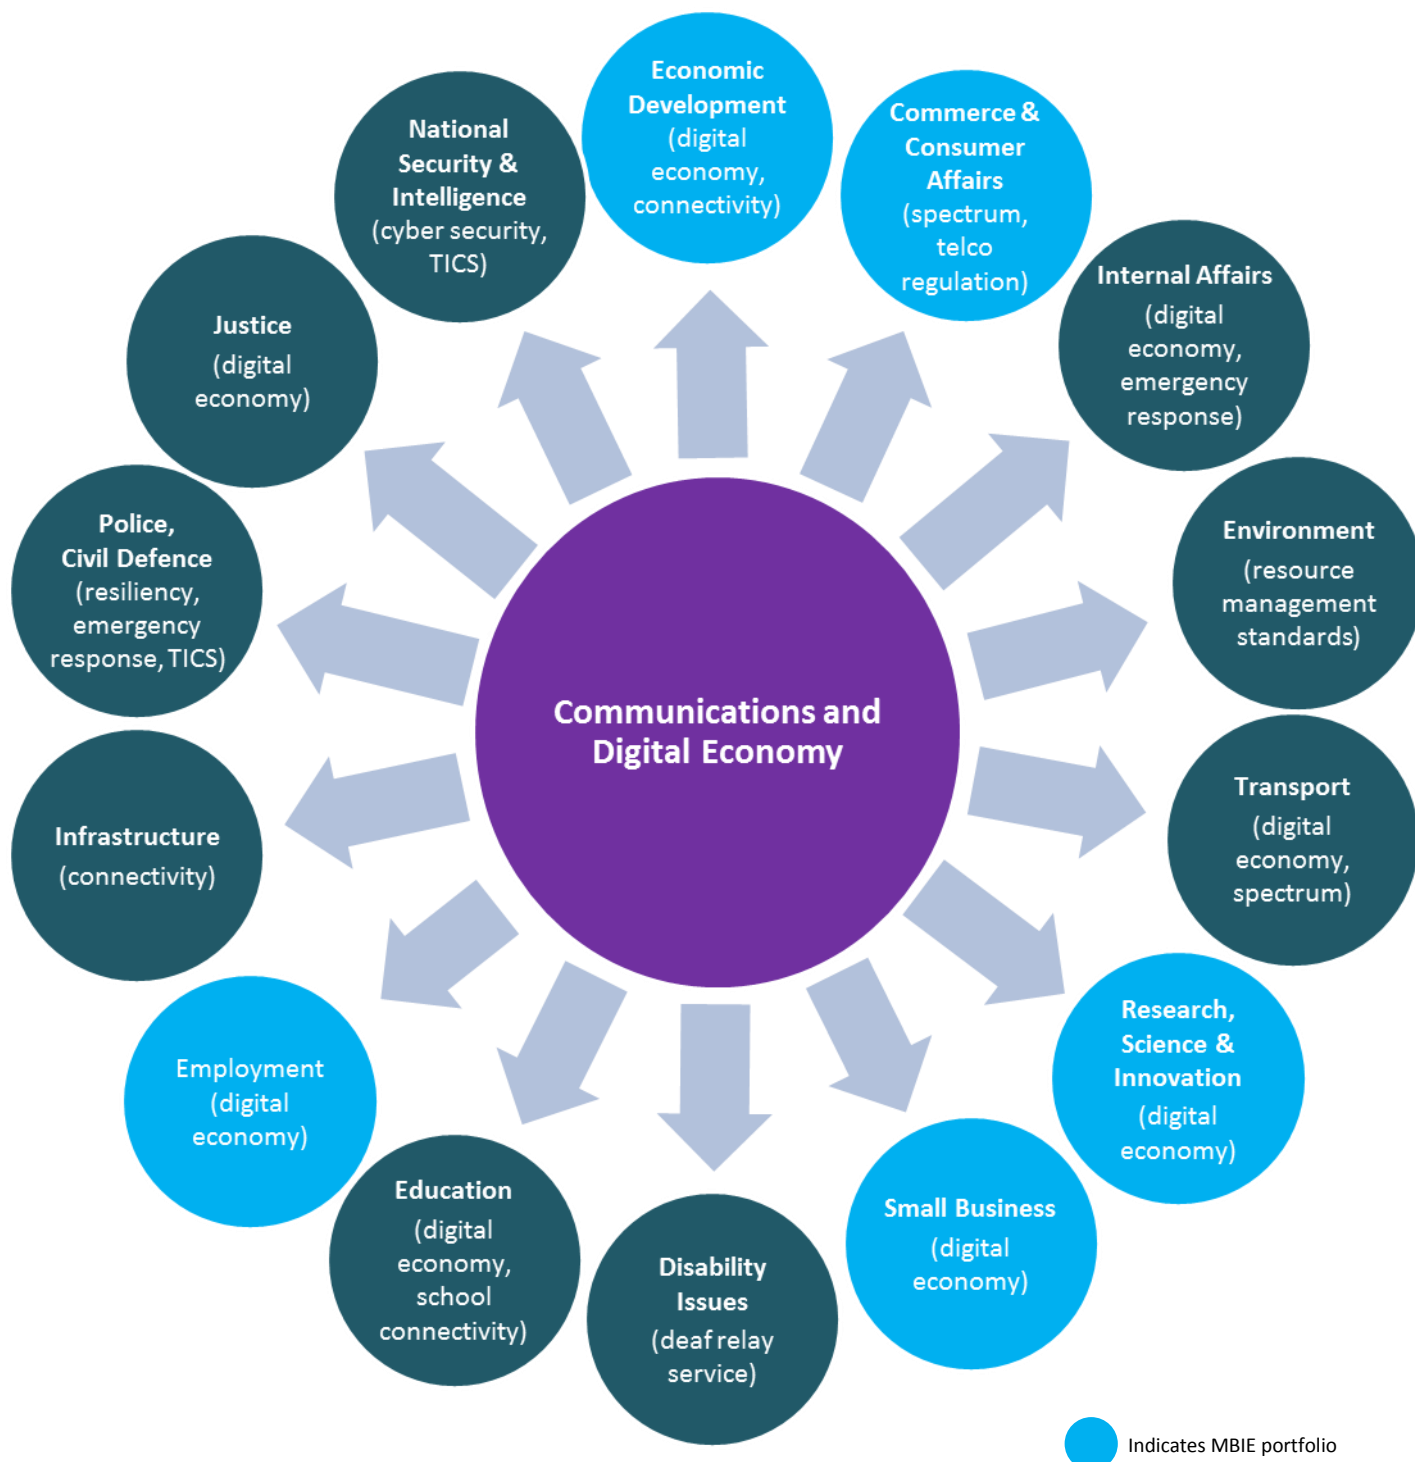 Economic
Development
(digital
economy,
connectivity)
Commerce &
Consumer
Affairs
(spectrum,
telco
regulation)
Internal Affairs
(digital
economy,
emergency
response)
Environment
(resource
management
standards)
Transport
(digital
economy,
spectrum)
Research,
Science &
Innovation
(digital
economy)
Small Business
(digital
economy)
Disability
Issues
(deaf relay
service)
Education
(digital
economy,
school
connectivity)
Employment
(digital
economy)
Infrastructure
(connectivity)
Police,
Civil Defence
(resiliency,
emergency
response, TICS)
Justice
(digital
economy)
National
Security &
Intelligence
(cyber security,
TICS)
Communications and
Digital Economy
Indicates MBIE portfolio